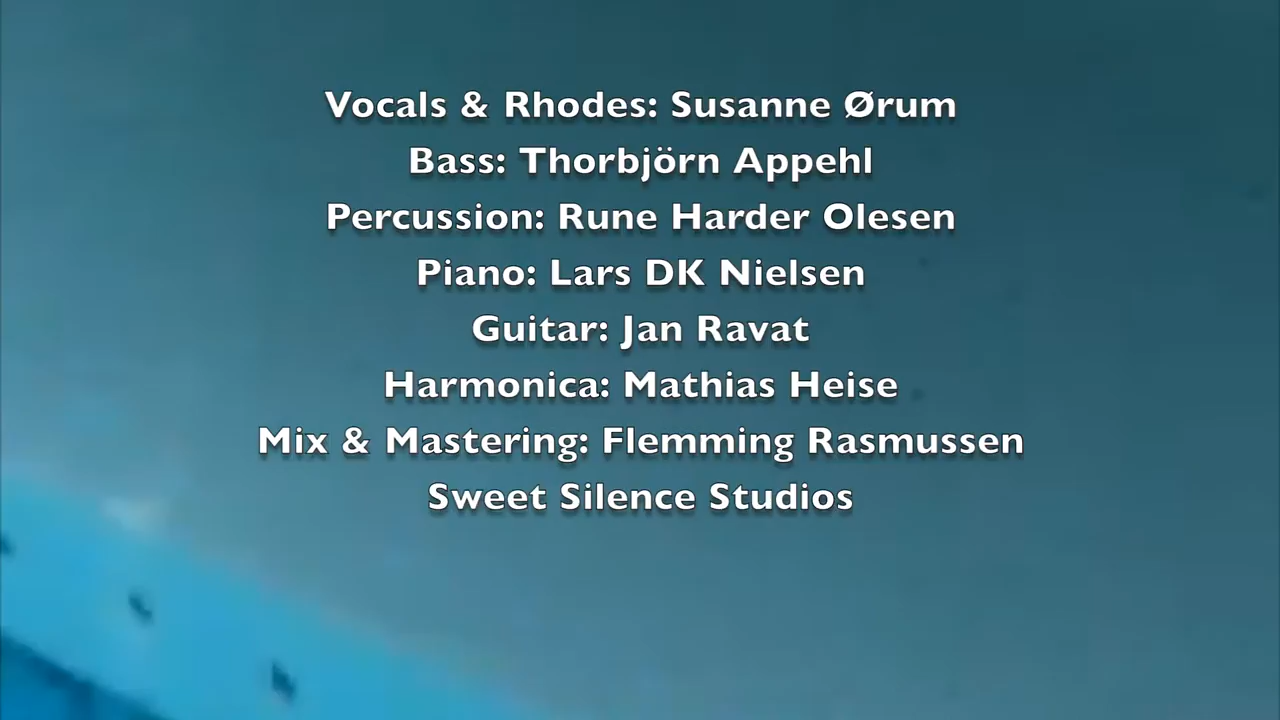 Vocals & Rhodes: Susanne Ørum
Bass: Thorbjörn Appehl
Percussion: Rune Harder Olesen
Piano: Lars DK Nielsen
Guitar: Jan Ravat
Harmonica: Mathias Heise
Mix & Mastering: Flemming Rasmussen
Sweet Silence Studios